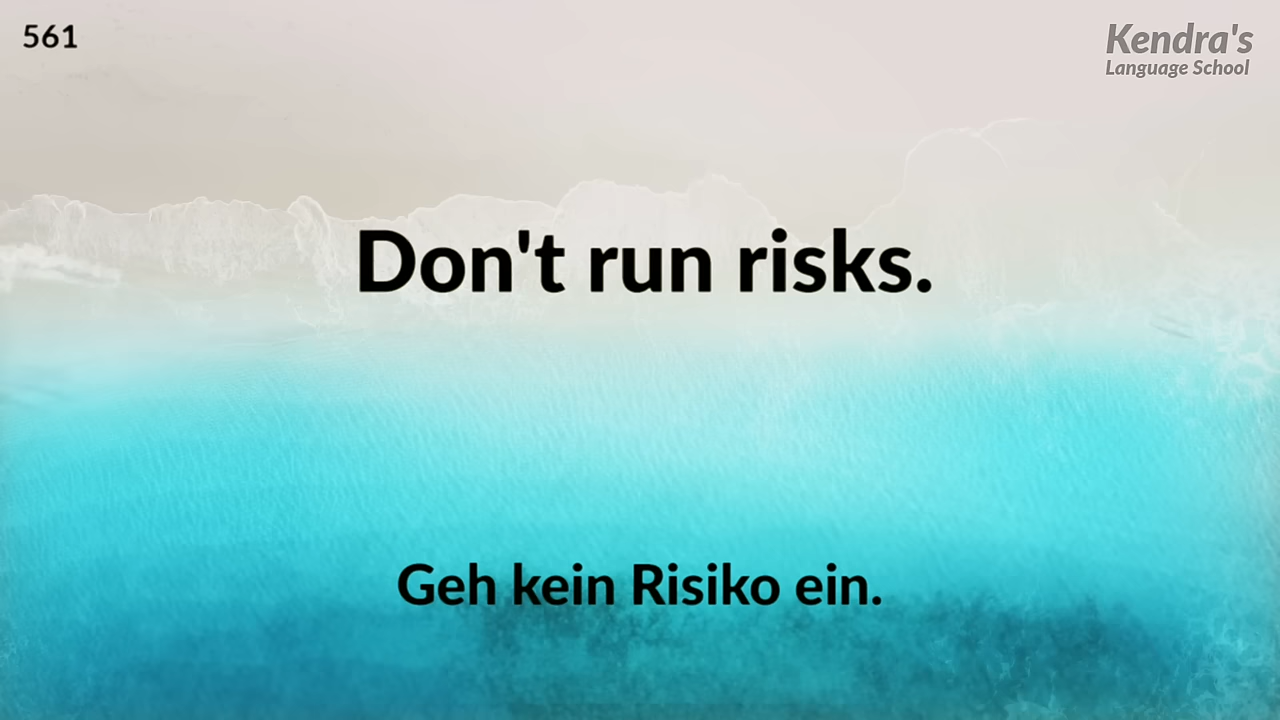 561
Kendra's
Language School
Don't run risks.
Geh kein Risiko ein.